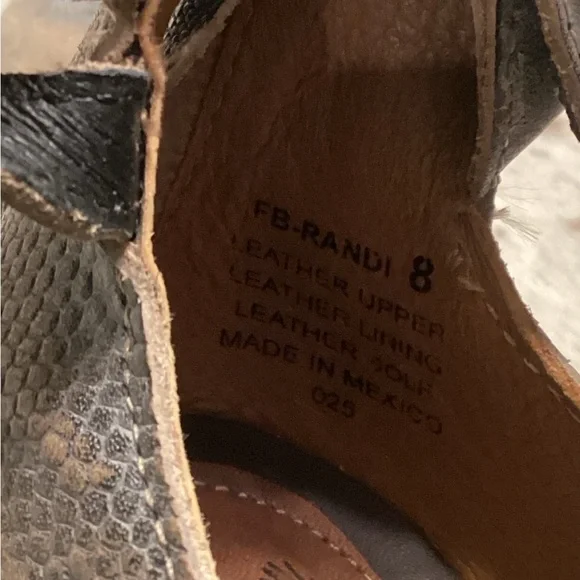 FB-RANDI 8
LEATHER UPPER
LEATHER LINING
LEATHER SOLE
MADE IN MEXICO
025